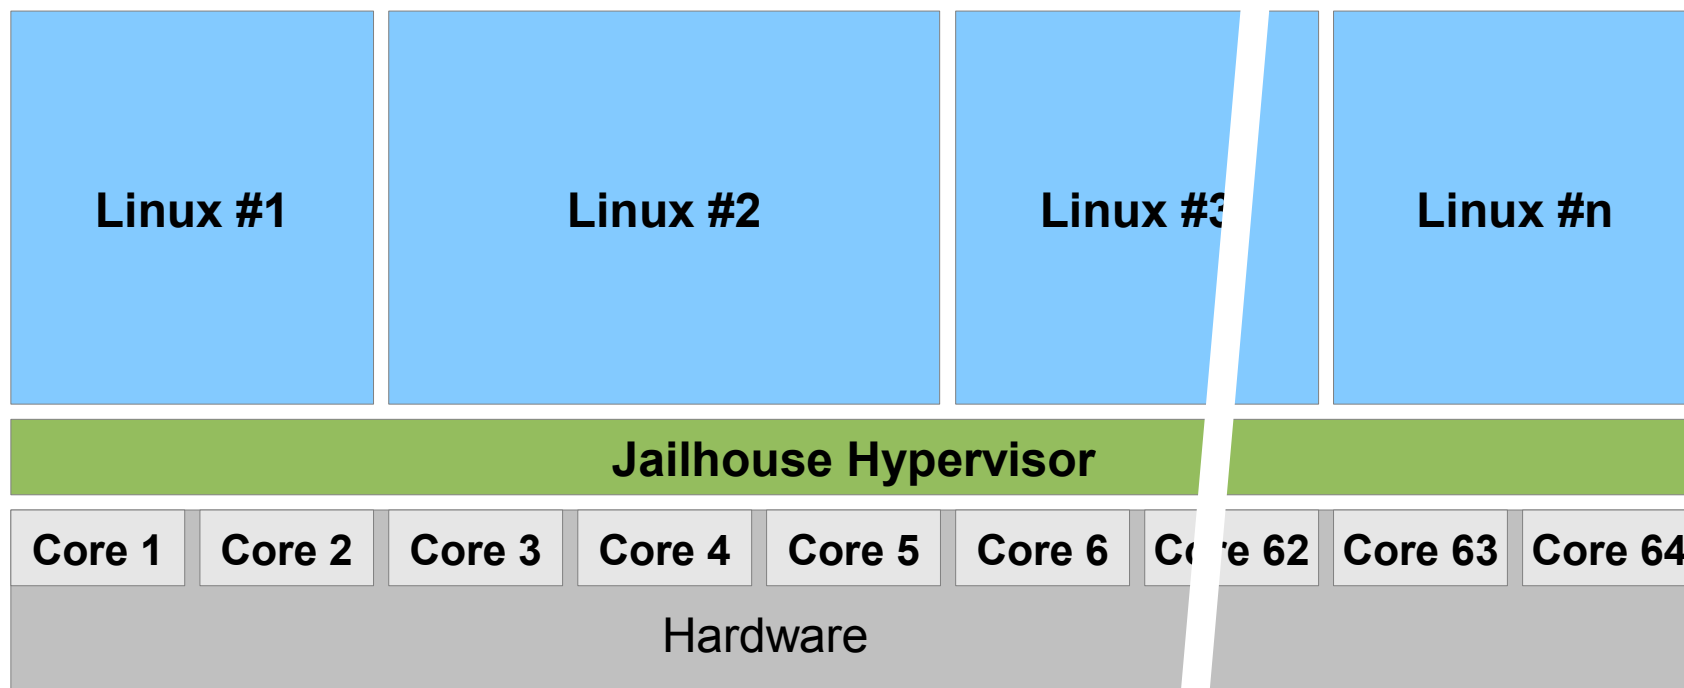 Linux #1 Linux #2 Linux #3 Linux #n
Jailhouse Hypervisor
Core 1 Core 2 Core 3 Core 4 Core 5 Core 6 Core 62 Core 63 Core 64
Hardware